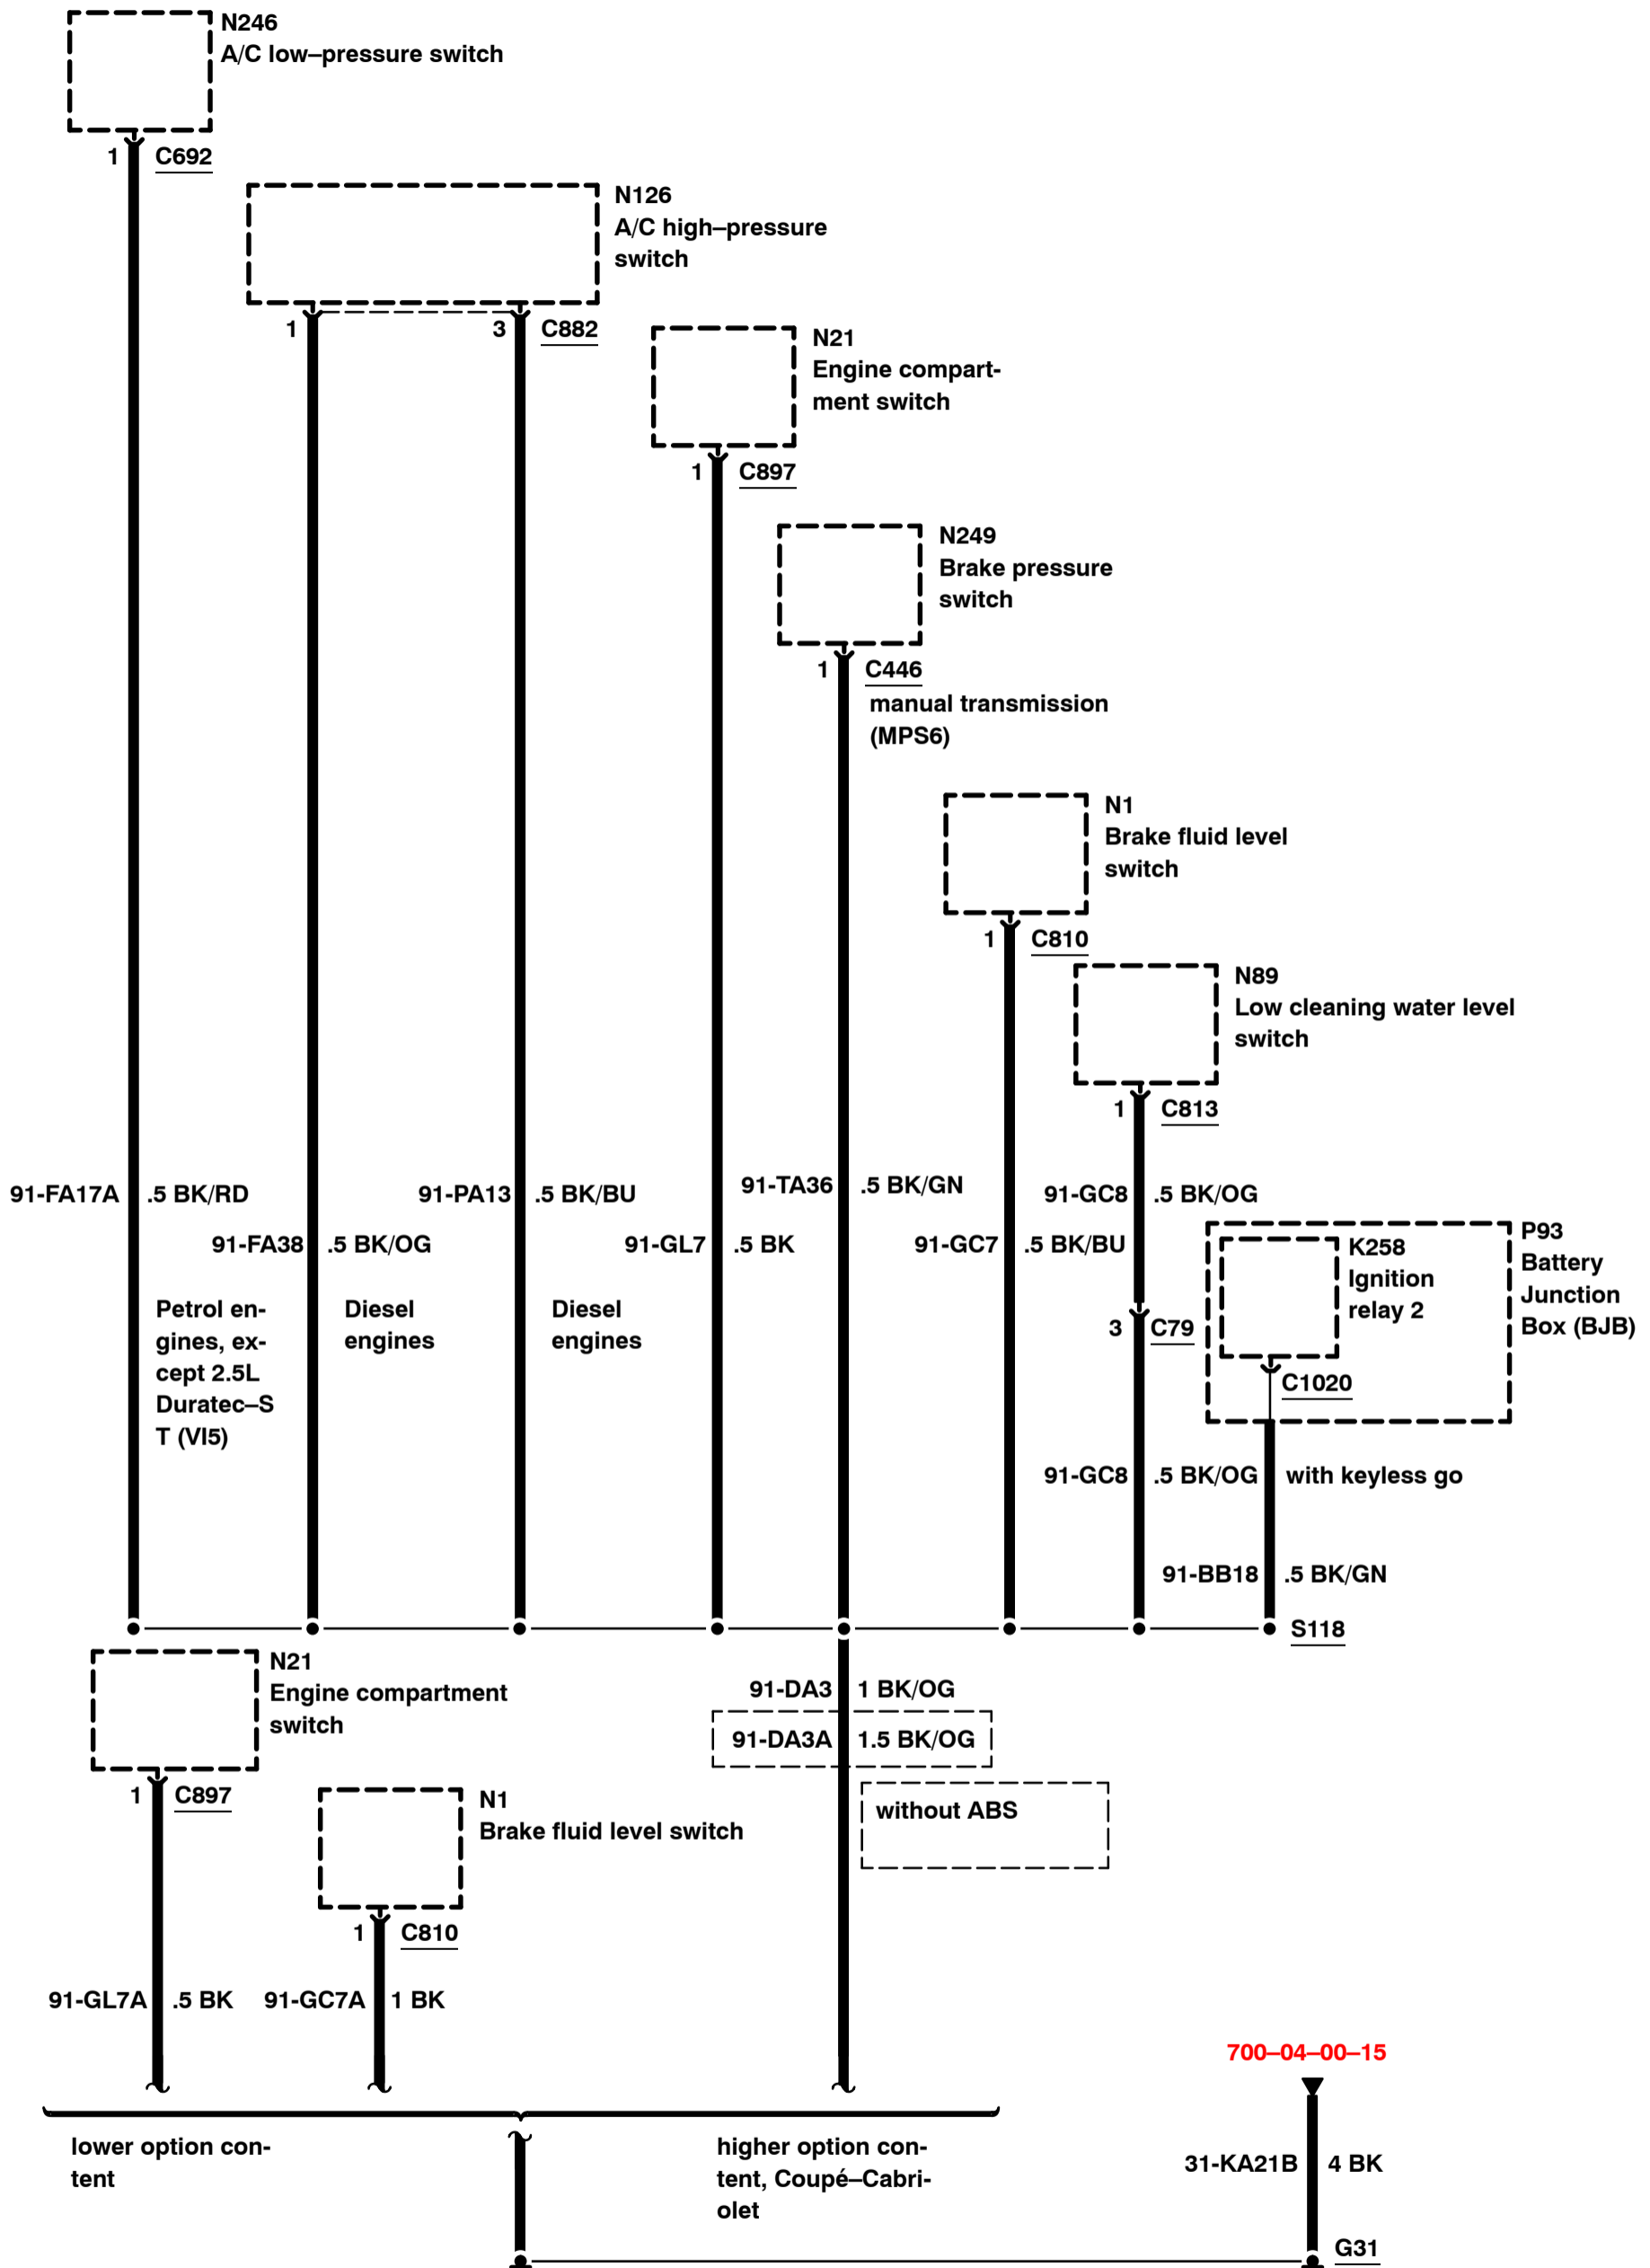 N246
A/C low–pressure switch
1
C692
N126
A/C high–pressure
switch
1
3
C882
N21
Engine compart-
ment switch
1
C897
N249
Brake pressure
switch
1
C446
manual transmission
(MPS6)
N1
Brake fluid level
switch
1
C810
N89
Low cleaning water level
switch
1
C813
91-FA17A
.5 BK/RD
91-PA13
.5 BK/BU
91-TA36
.5 BK/GN
91-GC8
.5 BK/OG
91-FA38
.5 BK/OG
91-GL7
.5 BK
91-GC7
.5 BK/BU
P93
Battery
Junction
Box (BJB)
K258
Ignition
relay 2
Petrol en-
gines, ex-
cept 2.5L
Duratec–S
T (VI5)
Diesel
engines
Diesel
engines
3
C79
C1020
91-GC8
.5 BK/OG
with keyless go
91-BB18
.5 BK/GN
S118
N21
Engine compartment
switch
91-DA3
1 BK/OG
91-DA3A
1.5 BK/OG
1
C897
N1
Brake fluid level switch
without ABS
1
C810
91-GL7A
.5 BK
91-GC7A
1 BK
700–04–00–15
lower option con-
tent
higher option con-
tent, Coupé–Cabri-
olet
31-KA21B
4 BK
G31